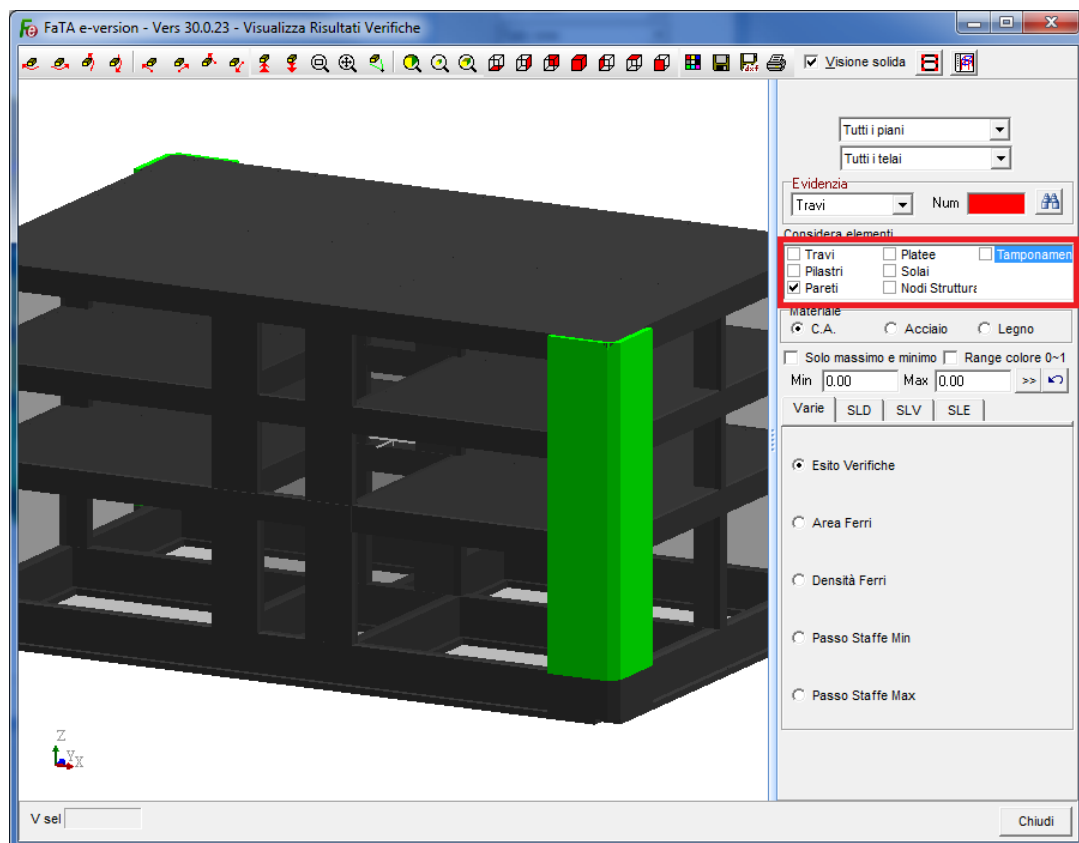 FaTA e-version - Vers 30.0.23 - Visualizza Risultati Verifiche
Visione solida
Tutti i piani
Tutti i telai
Evidenzia
Travi Num
Considera elementi
Travi Platee Tamponamen
Pilastri Solai
Pareti Nodi Struttura
Materiale
C.A. Acciaio Legno
Solo massimo e minimo Range colore 0~1
Min 0.00 Max 0.00 >>
Varie SLD SLV SLE
Esito Verifiche
Area Ferri
Densità Ferri
Passo Staffe Min
Passo Staffe Max
Z
Y
X
V sel
Chiudi